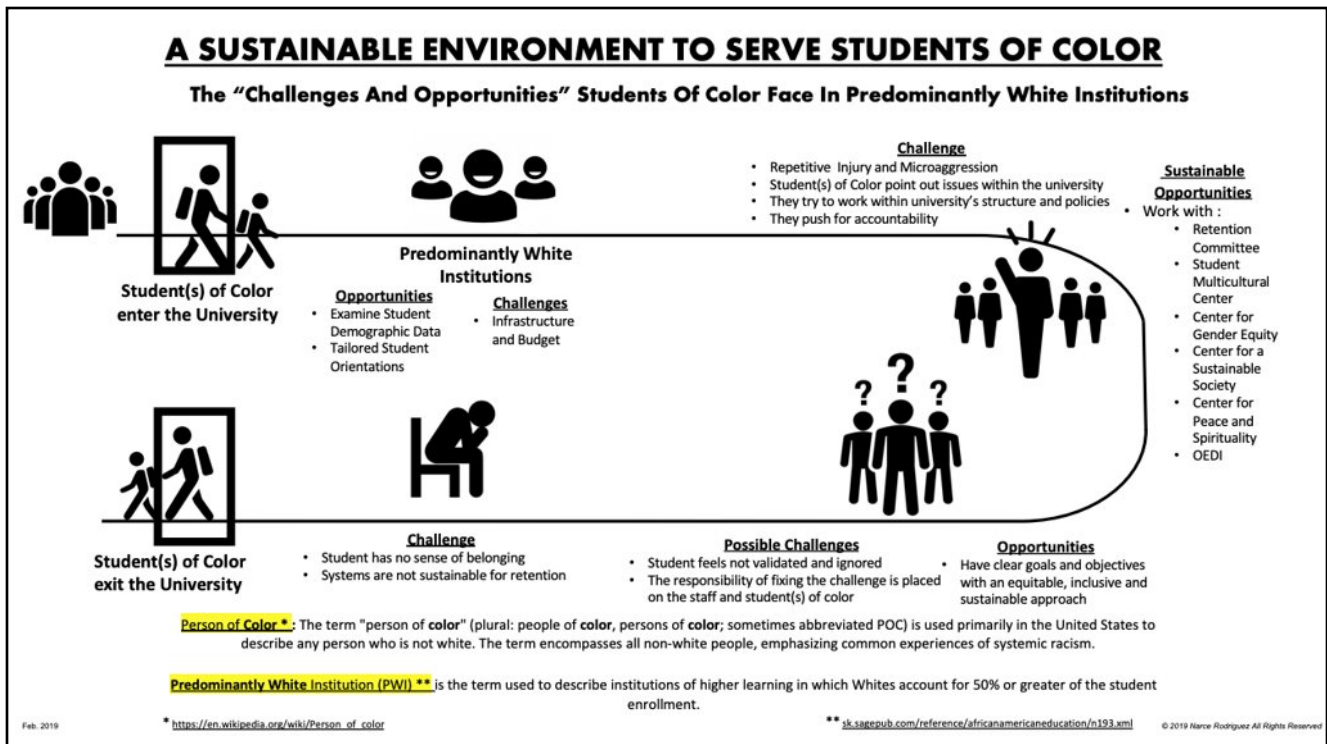 A SUSTAINABLE ENVIRONMENT TO SERVE STUDENTS OF COLOR
The "Challenges And Opportunities" Students Of Color Face In Predominantly White Institutions
Student(s) of Color
enter the University
Predominantly White
Institutions
Opportunities
• Examine Student
Demographic Data
• Tailored Student
Orientations
Challenges
• Infrastructure
and Budget
Challenge
• Repetitive Injury and Microaggression
• Student(s) of Color point out issues within the university
• They try to work within university's structure and policies
• They push for accountability
Sustainable
Opportunities
• Work with :
• Retention
Committee
• Student
Multicultural
Center
• Center for
Gender Equity
• Center for a
Sustainable
Society
• Center for
Peace and
Spirituality
• OEDI
? ? ?
Opportunities
• Have clear goals and objectives
with an equitable, inclusive and
sustainable approach
Possible Challenges
• Student feels not validated and ignored
• The responsibility of fixing the challenge is placed
on the staff and student(s) of color
Challenge
• Student has no sense of belonging
• Systems are not sustainable for retention
Student(s) of Color
exit the University
Person of Color * : The term "person of color" (plural: people of color, persons of color; sometimes abbreviated POC) is used primarily in the United States to
describe any person who is not white. The term encompasses all non-white people, emphasizing common experiences of systemic racism.
Predominantly White Institution (PWI) ** is the term used to describe institutions of higher learning in which Whites account for 50% or greater of the student
enrollment.
Feb. 2019
* https://en.wikipedia.org/wiki/Person_of_color
** sk.sagepub.com/reference/africanamericaneducation/n193.xml
© 2019 Narce Rodriguez All Rights Reserved